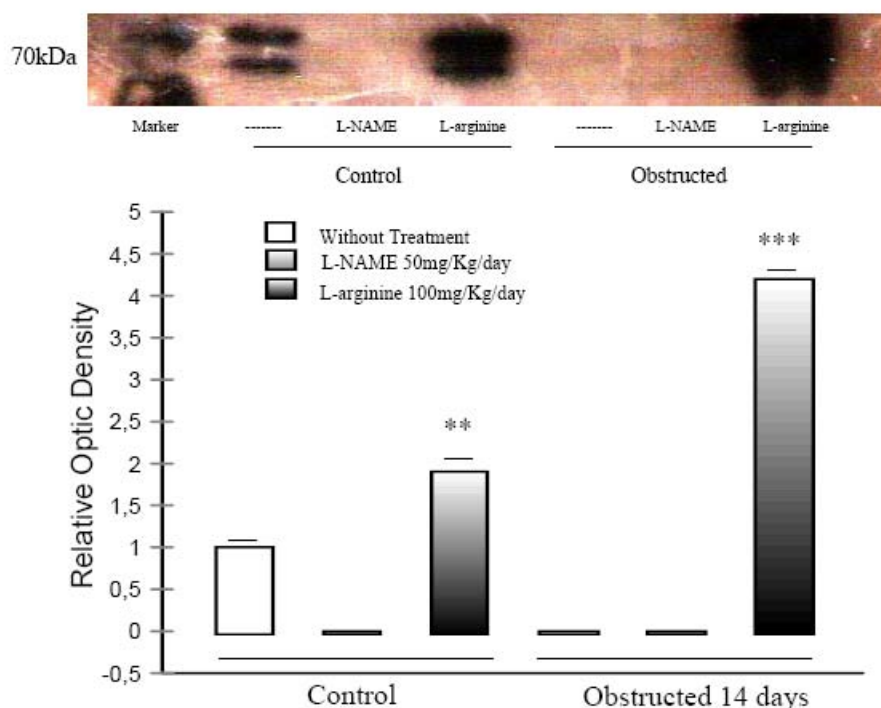 70kDa
Marker ------- L-NAME L-arginine ------- L-NAME L-arginine
Control Obstructed
5
4,5
4
3,5
3
2,5
2
1,5
1
0,5
0
-0,5
Relative Optic Density
Without Treatment
L-NAME 50mg/Kg/day
L-arginine 100mg/Kg/day
**
***
Control Obstructed 14 days